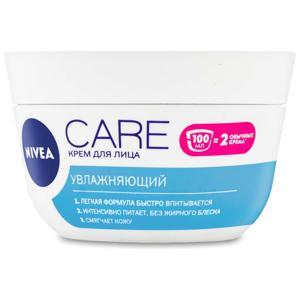 NIVEA
CARE
КРЕМ ДЛЯ ЛИЦА
100 МЛ = 2 ОБЫЧНЫХ КРЕМА*
УВЛАЖНЯЮЩИЙ
1. ЛЕГКАЯ ФОРМУЛА БЫСТРО ВПИТЫВАЕТСЯ
2. ИНТЕНСИВНО ПИТАЕТ, БЕЗ ЖИРНОГО БЛЕСКА
3. СМЯГЧАЕТ КОЖУ